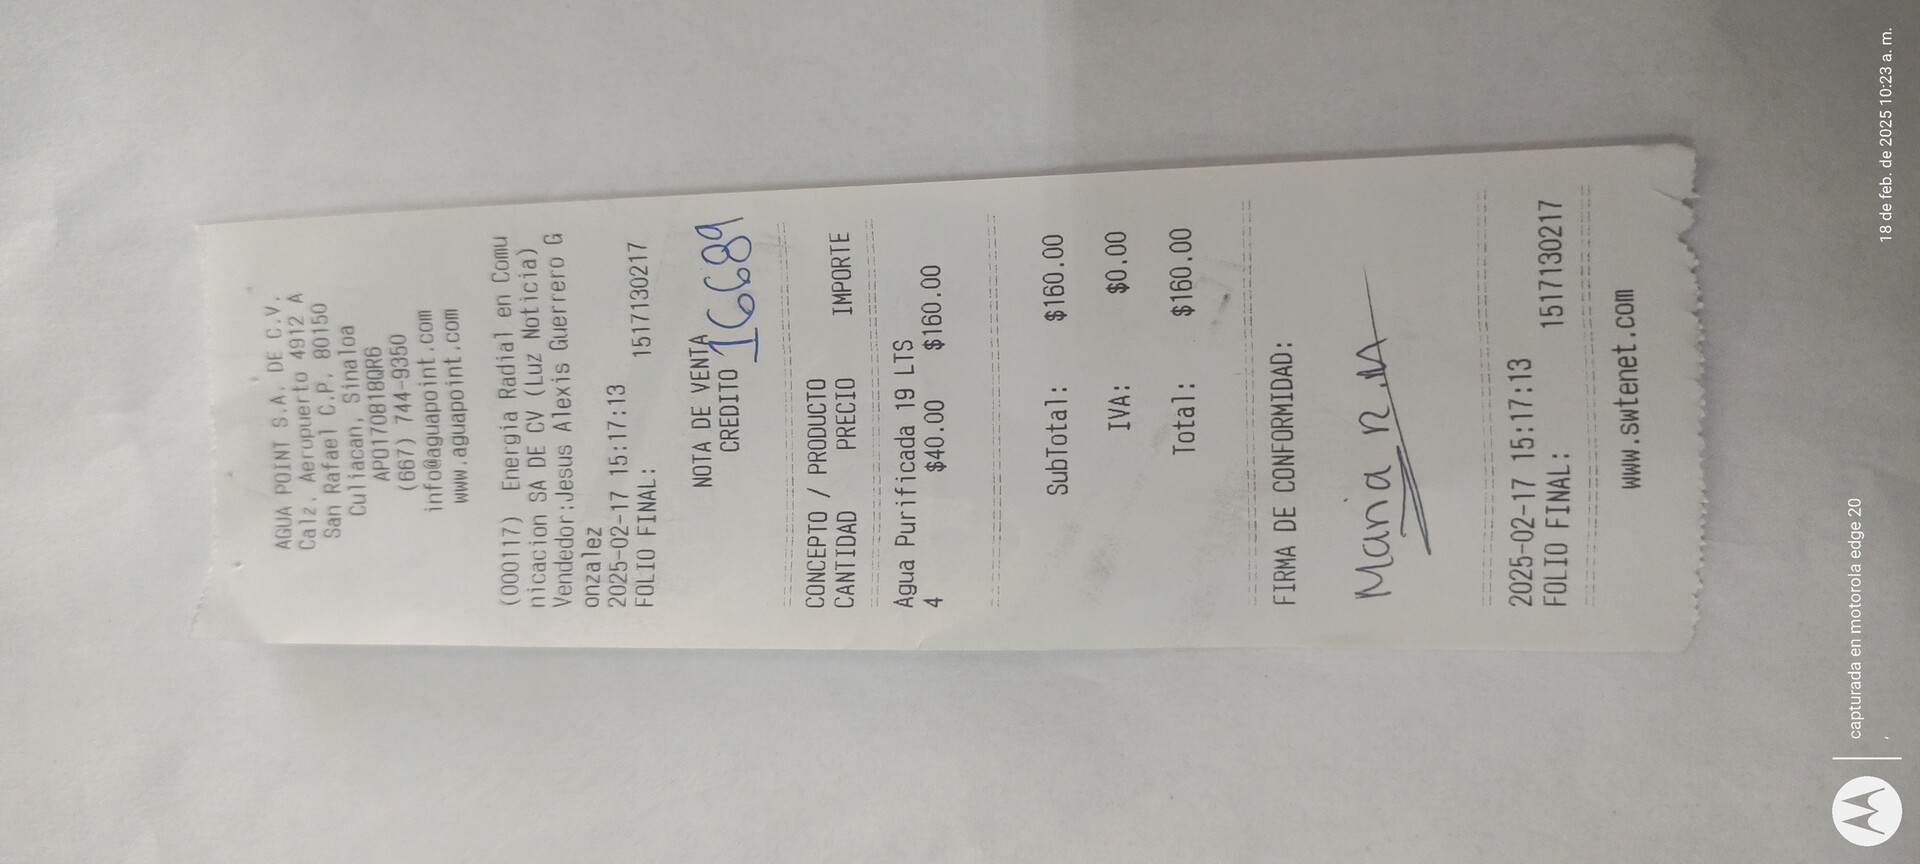 AGUA POINT S.A. DE C.V.
Calz. Aeropuerto 4912 A
San Rafael C.P. 80150
Culiacan, Sinaloa
APO170818QR6
(667) 744-9350
info@aguapoint.com
www.aguapoint.com
(000117) Energia Radial en Comu
nicacion SA DE CV (Luz Noticia)
Vendedor:Jesus Alexis Guerrero G
onzalez
2025-02-17 15:17:13
FOLIO FINAL: 1517130217
NOTA DE VENTA
CREDITO 16689
CONCEPTO / PRODUCTO
CANTIDAD PRECIO IMPORTE
Agua Purificada 19 LTS
4 $40.00 $160.00
SubTotal: $160.00
IVA: $0.00
Total: $160.00
FIRMA DE CONFORMIDAD:
Maria
2025-02-17 15:17:13
FOLIO FINAL: 1517130217
www.swtenet.com
capturada en motorola edge 20
18 de feb. de 2025 10:23 a. m.